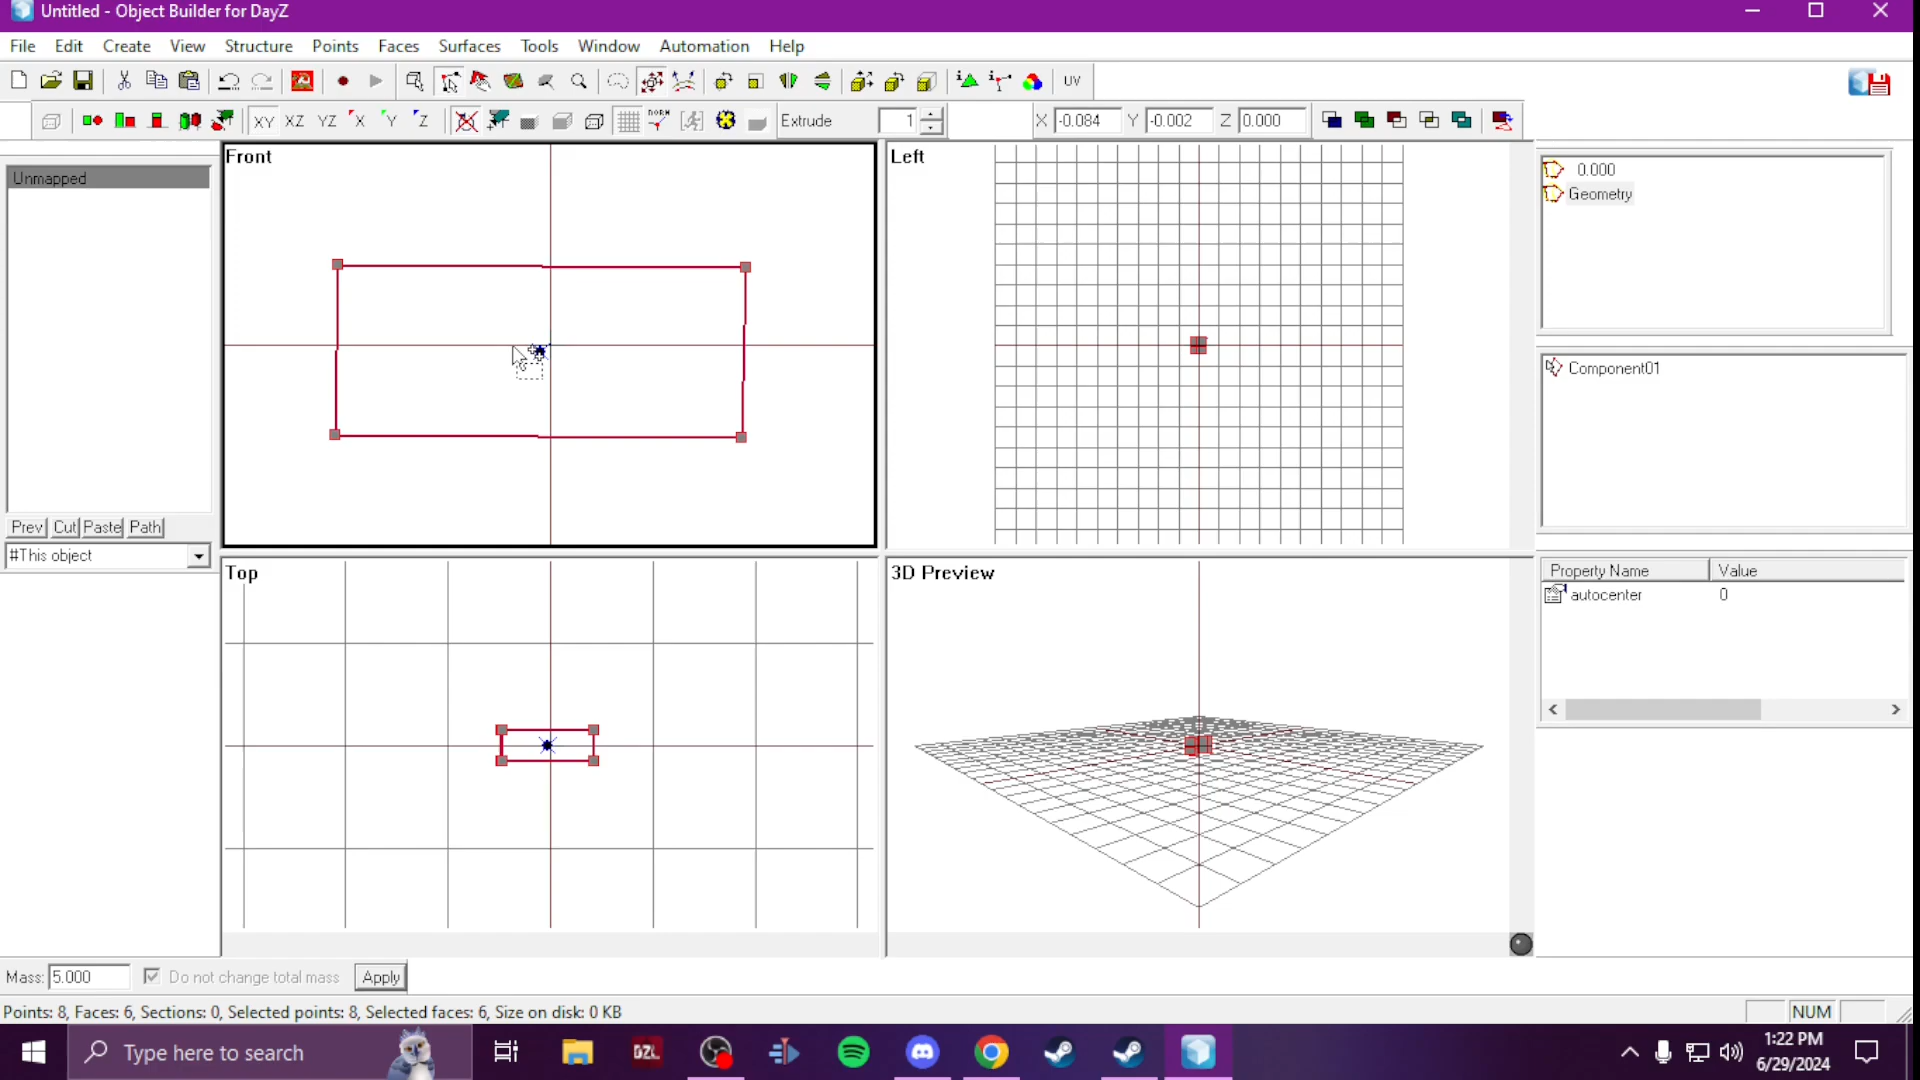 Untitled - Object Builder for DayZ
File Edit Create View Structure Points Faces Surfaces Tools Window Automation Help
UV
XY XZ YZ X Y Z NORM Extrude 1 X -0.084 Y -0.002 Z 0.000
Unmapped
Front
Left
0.000
Geometry
Component01
Prev Cut Paste Path
#This object
Top
3D Preview
Property Name Value
autocenter 0
Mass: 5.000 Do not change total mass Apply
Points: 8, Faces: 6, Sections: 0, Selected points: 8, Selected faces: 6, Size on disk: 0 KB
NUM
Type here to search
DZL
1:22 PM
6/29/2024